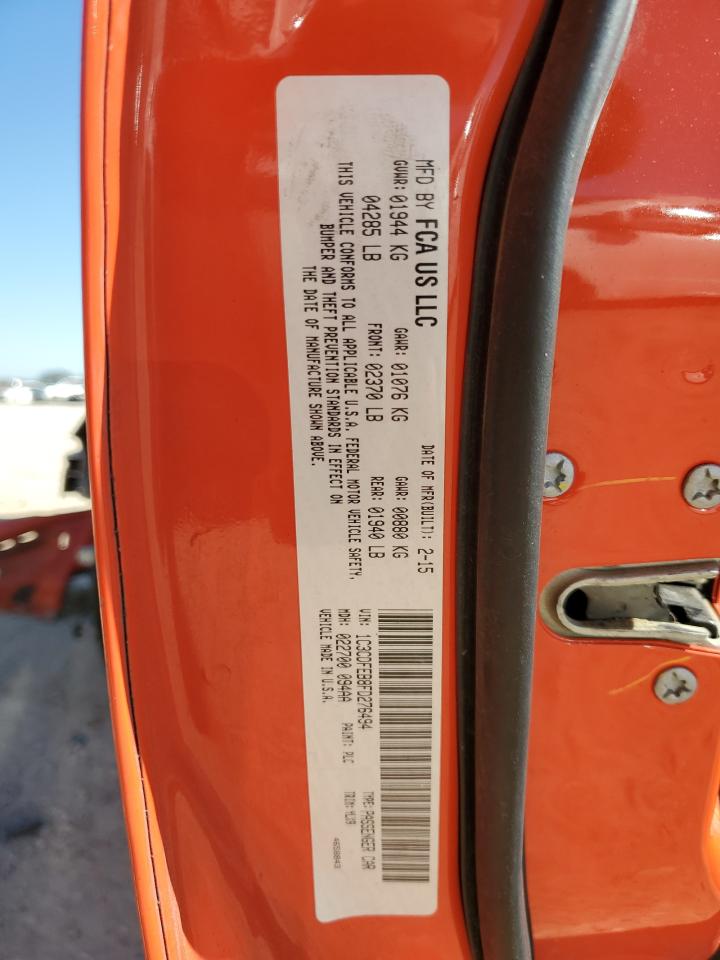 MFD BY FCA US LLC
DATE OF MFR(BUILT): 2-15
GVWR: 01944 KG
GAWR: 01076 KG
GAWR: 00880 KG
04285 LB
FRONT: 02370 LB
REAR: 01940 LB
THIS VEHICLE CONFORMS TO ALL APPLICABLE U.S.A. FEDERAL MOTOR VEHICLE SAFETY,
BUMPER AND THEFT PREVENTION STANDARDS IN EFFECT ON
THE DATE OF MANUFACTURE SHOWN ABOVE.
VIN: 1C3CDFEB8FD276494
TYPE: PASSENGER CAR
MDH: 022700 094AA
PAINT: PLC
TRIM: MLX9
VEHICLE MADE IN U.S.A.
4658043